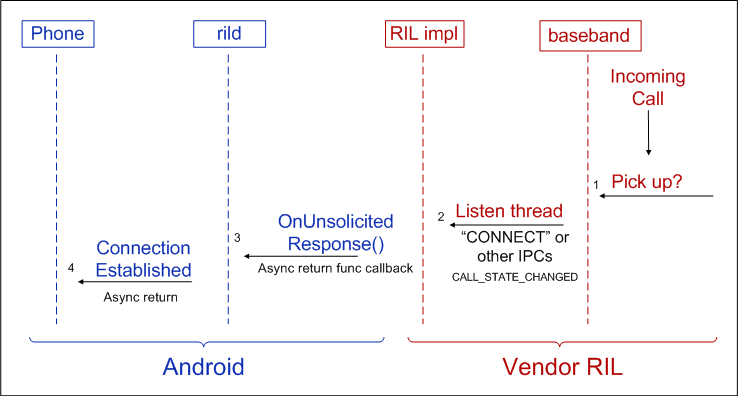 Phone
rild
RIL impl
baseband
Incoming
Call
1
Pick up?
2
Listen thread
“CONNECT” or
other IPCs
CALL_STATE_CHANGED
3
OnUnsolicited
Response()
Async return func callback
4
Connection
Established
Async return
Android
Vendor RIL